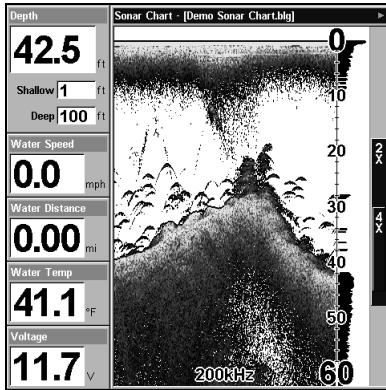 Depth
42.5 ft
Shallow 1 ft
Deep 100 ft
Water Speed
0.0 mph
Water Distance
0.00 mi
Water Temp
41.1 °F
Voltage
11.7 V
Sonar Chart - [Demo Sonar Chart.blg]
0
10
20
30
40
50
60
200kHz
2X
4X